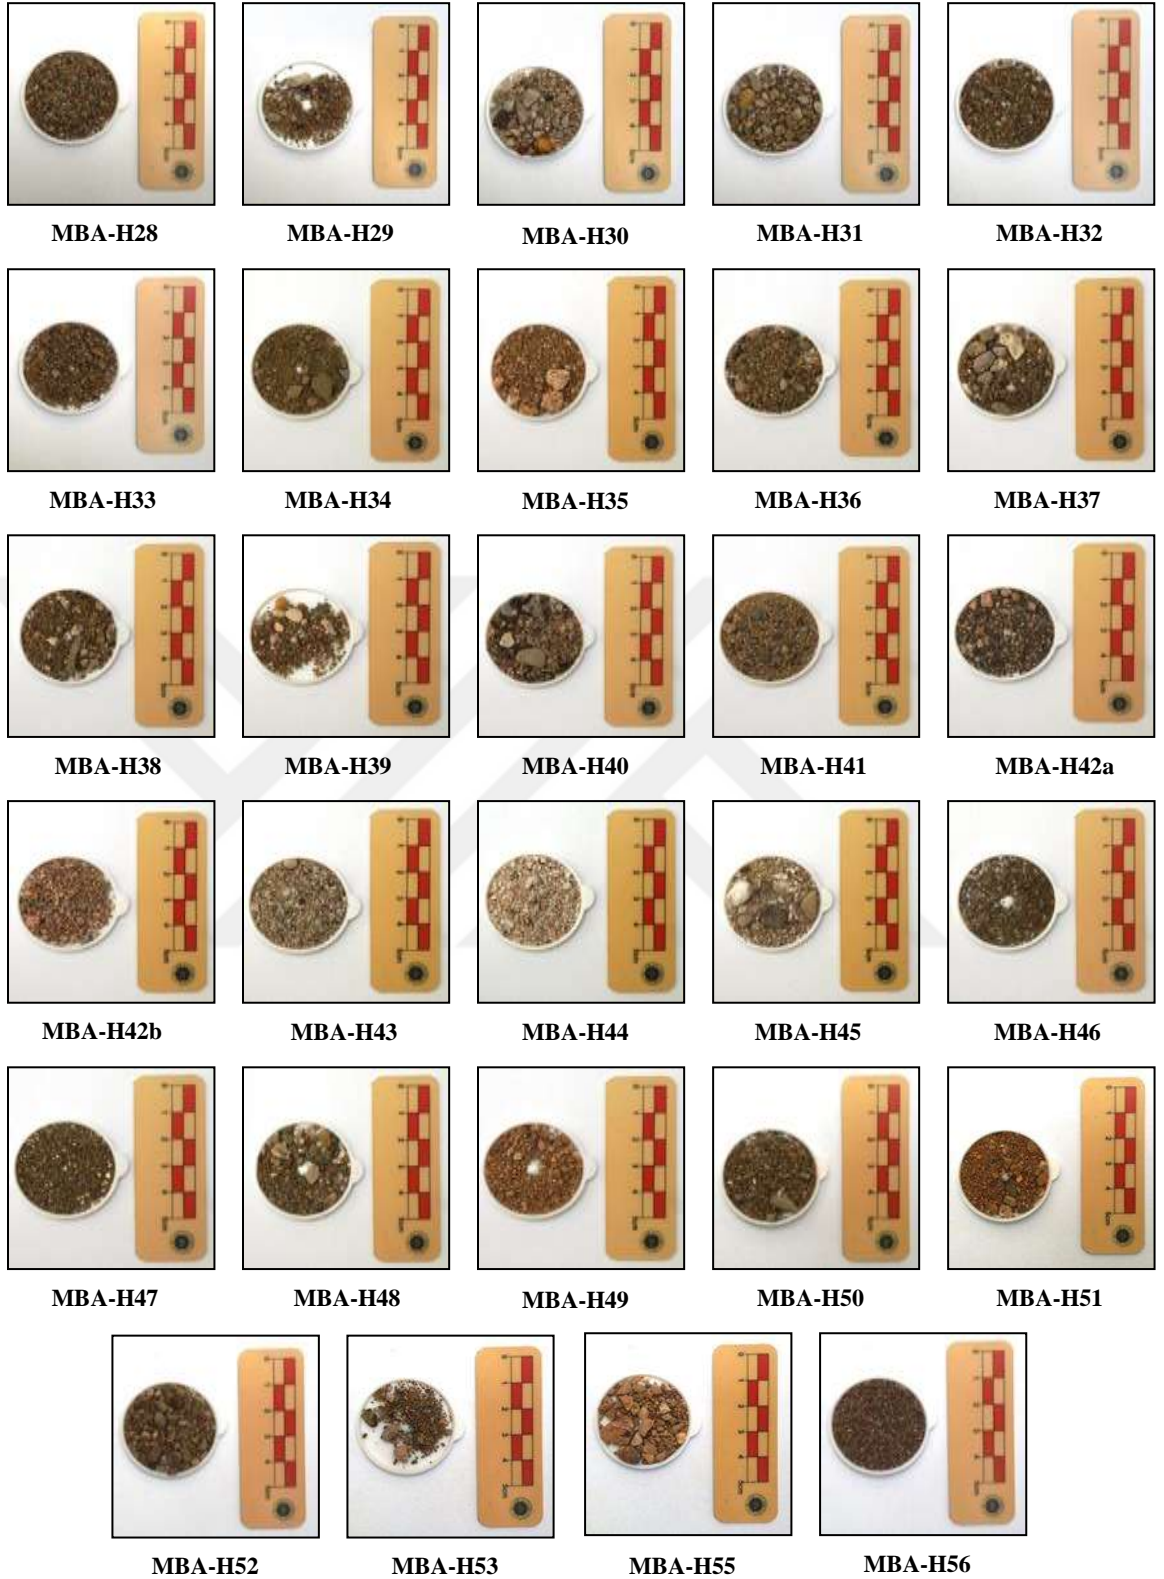 MBA-H28 MBA-H29 MBA-H30 MBA-H31 MBA-H32
MBA-H33 MBA-H34 MBA-H35 MBA-H36 MBA-H37
MBA-H38 MBA-H39 MBA-H40 MBA-H41 MBA-H42a
MBA-H42b MBA-H43 MBA-H44 MBA-H45 MBA-H46
MBA-H47 MBA-H48 MBA-H49 MBA-H50 MBA-H51
MBA-H52 MBA-H53 MBA-H55 MBA-H56